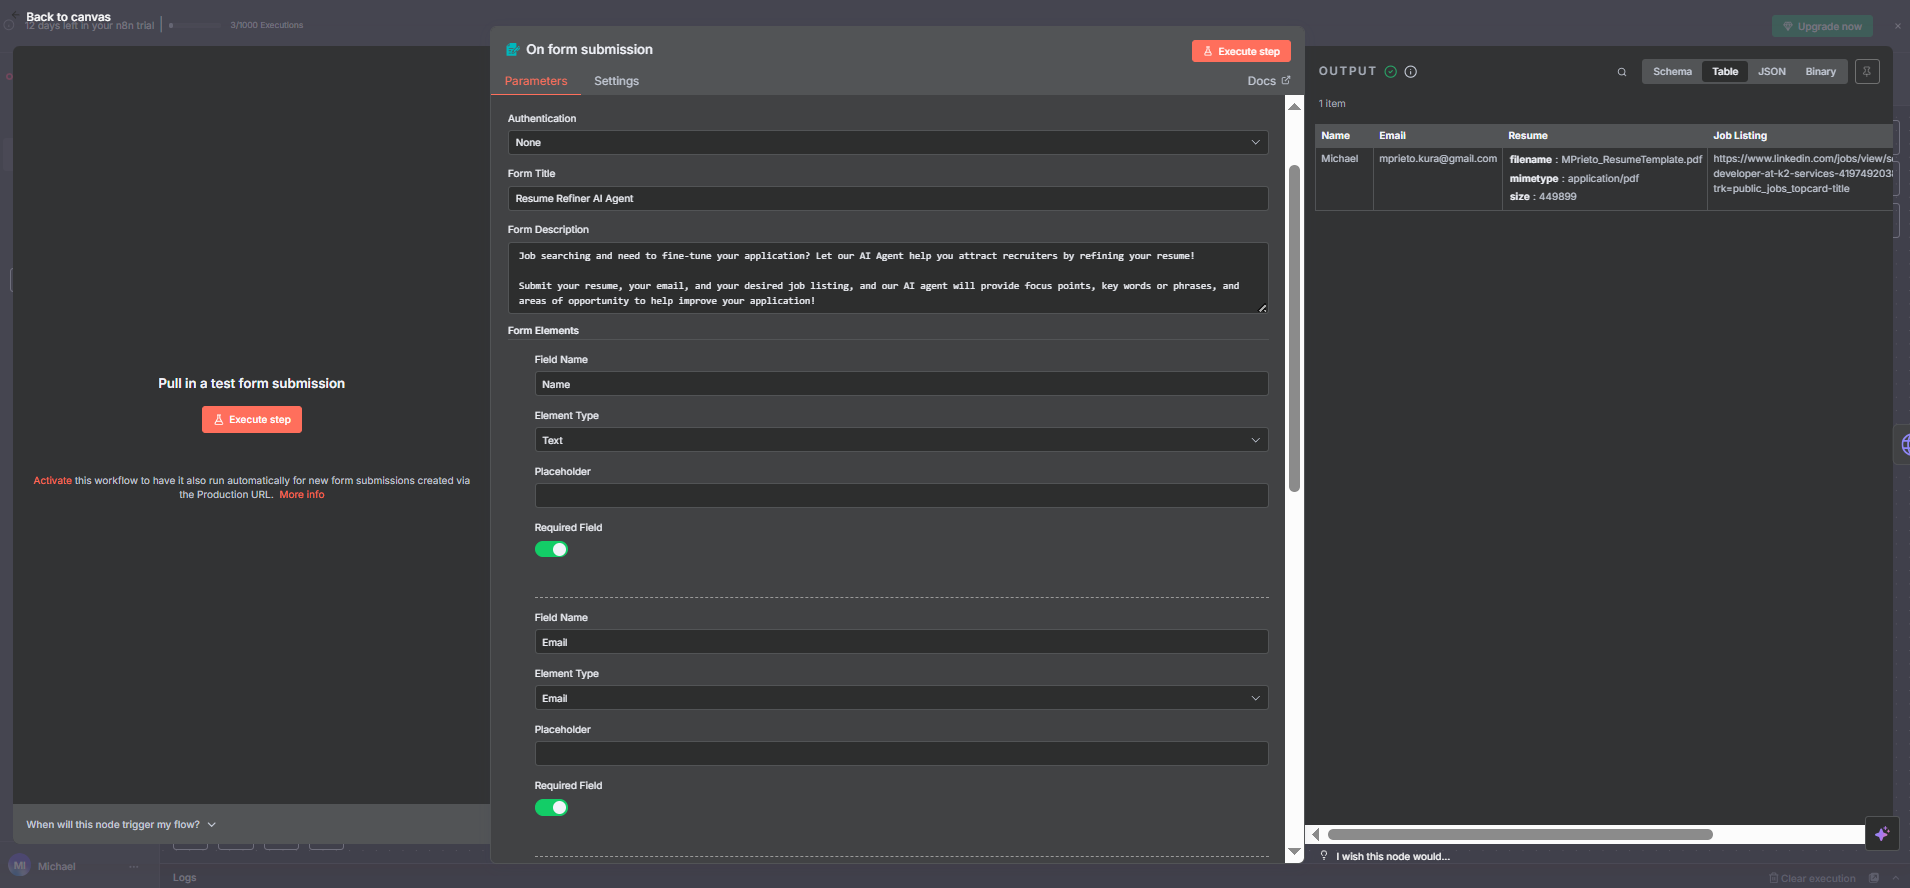 Back to canvas
12 days left in your n8n trial
3/1000 Executions
Upgrade now
On form submission
Execute step
Parameters
Settings
Docs
Authentication
None
Form Title
Resume Refiner AI Agent
Form Description
Job searching and need to fine-tune your application? Let our AI Agent help you attract recruiters by refining your resume!
Submit your resume, your email, and your desired job listing, and our AI agent will provide focus points, key words or phrases, and
areas of opportunity to help improve your application!
Form Elements
Field Name
Name
Element Type
Text
Placeholder
Required Field
Field Name
Email
Element Type
Email
Placeholder
Required Field
Pull in a test form submission
Execute step
Activate this workflow to have it also run automatically for new form submissions created via
the Production URL. More info
When will this node trigger my flow?
OUTPUT
Schema
Table
JSON
Binary
1 item
Name Email Resume Job Listing
Michael mprieto.kura@gmail.com filename : MPrieto_ResumeTemplate.pdf https://www.linkedin.com/jobs/view/s
mimetype : application/pdf developer-at-k2-services-419749203
size : 449899 trk=public_jobs_topcard-title
I wish this node would...
MI
Michael
Logs
Clear execution